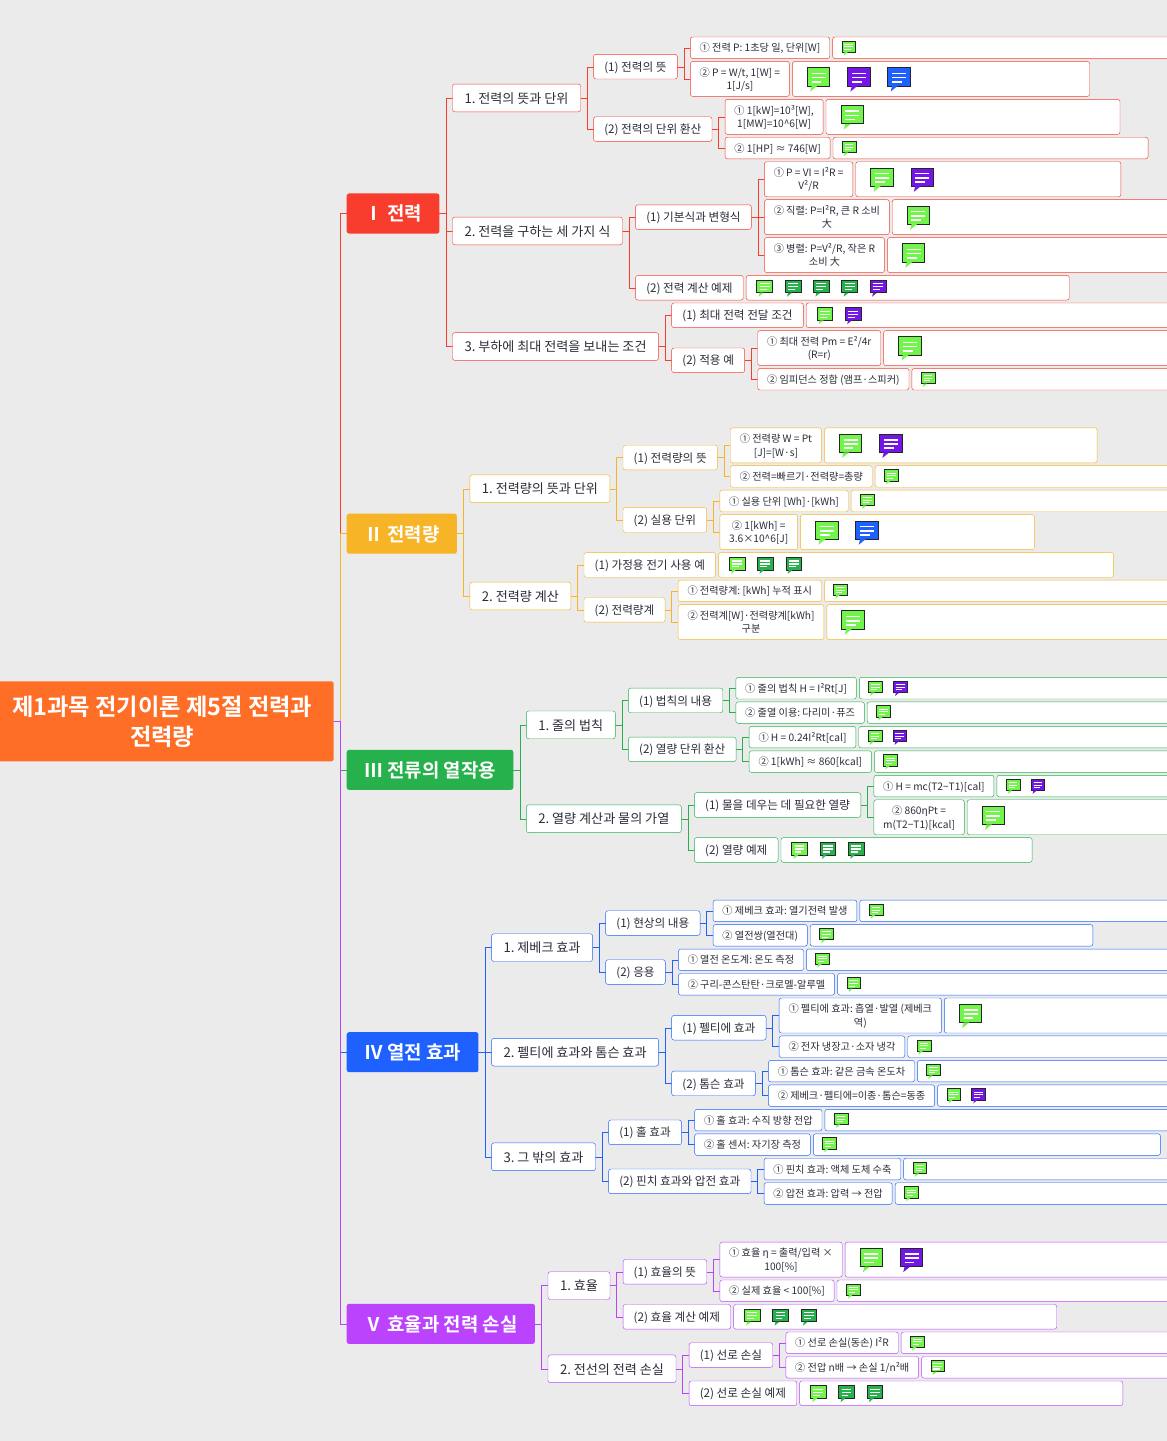 제1과목 전기이론 제5절 전력과
전력량
Ⅰ 전력
1. 전력의 뜻과 단위
(1) 전력의 뜻
① 전력 P: 1초당 일, 단위[W]
② P = W/t, 1[W] =
1[J/s]
(2) 전력의 단위 환산
① 1[kW]=10³[W],
1[MW]=10^6[W]
② 1[HP] ≈ 746[W]
2. 전력을 구하는 세 가지 식
(1) 기본식과 변형식
① P = VI = I²R =
V²/R
② 직렬: P=I²R, 큰 R 소비
大
③ 병렬: P=V²/R, 작은 R
소비 大
(2) 전력 계산 예제
3. 부하에 최대 전력을 보내는 조건
(1) 최대 전력 전달 조건
(2) 적용 예
① 최대 전력 Pm = E²/4r
(R=r)
② 임피던스 정합 (앰프·스피커)
Ⅱ 전력량
1. 전력량의 뜻과 단위
(1) 전력량의 뜻
① 전력량 W = Pt
[J]=[W·s]
② 전력=빠르기·전력량=총량
(2) 실용 단위
① 실용 단위 [Wh]·[kWh]
② 1[kWh] =
3.6×10^6[J]
2. 전력량 계산
(1) 가정용 전기 사용 예
(2) 전력량계
① 전력량계: [kWh] 누적 표시
② 전력계[W]·전력량계[kWh]
구분
Ⅲ 전류의 열작용
1. 줄의 법칙
(1) 법칙의 내용
① 줄의 법칙 H = I²Rt[J]
② 줄열 이용: 다리미·퓨즈
(2) 열량 단위 환산
① H = 0.24I²Rt[cal]
② 1[kWh] ≈ 860[kcal]
2. 열량 계산과 물의 가열
(1) 물을 데우는 데 필요한 열량
① H = mc(T2−T1)[cal]
② 860ηPt =
m(T2−T1)[kcal]
(2) 열량 예제
Ⅳ 열전 효과
1. 제베크 효과
(1) 현상의 내용
① 제베크 효과: 열기전력 발생
② 열전쌍(열전대)
(2) 응용
① 열전 온도계: 온도 측정
② 구리-콘스탄탄·크로멜-알루멜
2. 펠티에 효과와 톰슨 효과
(1) 펠티에 효과
① 펠티에 효과: 흡열·발열 (제베크
역)
② 전자 냉장고·소자 냉각
(2) 톰슨 효과
① 톰슨 효과: 같은 금속 온도차
② 제베크·펠티에=이종·톰슨=동종
3. 그 밖의 효과
(1) 홀 효과
① 홀 효과: 수직 방향 전압
② 홀 센서: 자기장 측정
(2) 핀치 효과와 압전 효과
① 핀치 효과: 액체 도체 수축
② 압전 효과: 압력 → 전압
Ⅴ 효율과 전력 손실
1. 효율
(1) 효율의 뜻
① 효율 η = 출력/입력 ×
100[%]
② 실제 효율 < 100[%]
(2) 효율 계산 예제
2. 전선의 전력 손실
(1) 선로 손실
① 선로 손실(동손) I²R
② 전압 n배 → 손실 1/n²배
(2) 선로 손실 예제